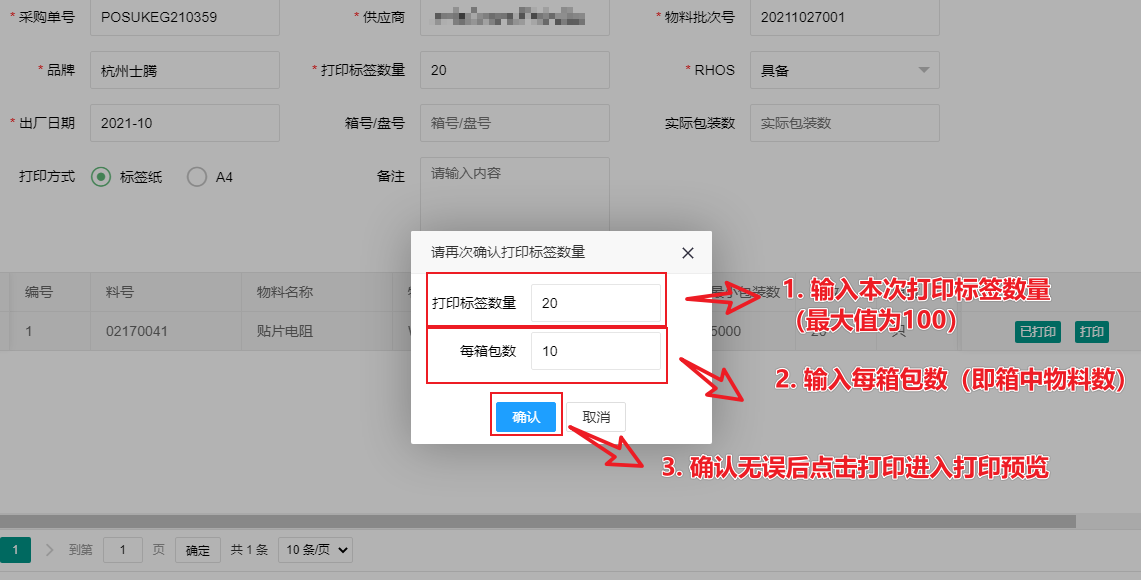 * 采购单号 POSUKEG210359 * 供应商 * 物料批次号 20211027001
* 品牌 杭州士腾 * 打印标签数量 20 * RHOS 具备
* 出厂日期 2021-10 箱号/盘号 箱号/盘号 实际包装数 实际包装数
打印方式 标签纸 A4 备注 请输入内容
请再次确认打印标签数量
编号 料号 物料名称 最小包装数
打印标签数量 20
1. 输入本次打印标签数量
（最大值为100）
1 02170041 贴片电阻 5000 已打印 打印
每箱包数 10
2. 输入每箱包数（即箱中物料数）
确认 取消
3. 确认无误后点击打印进入打印预览
1 到第 1 页 确定 共 1 条 10 条/页